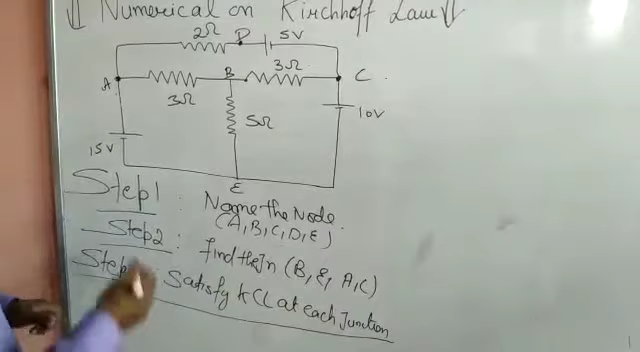 ⇓ Numerical on Kirchhoff Law ⇓
2Ω D 5V
A 3Ω B 3Ω C
5Ω 10V
15V
E
Step1 : Name the Node.
(A,B,C,D,E)
Step2 : find the Jn (B,E,A,C)
Step : Satisfy KCL at each Junction